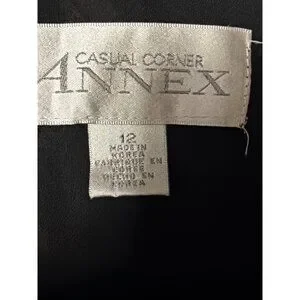 CASUAL CORNER
ANNEX
12
MADE IN
KOREA
FABRIQUE EN
COREE
HECHO EN
COREA